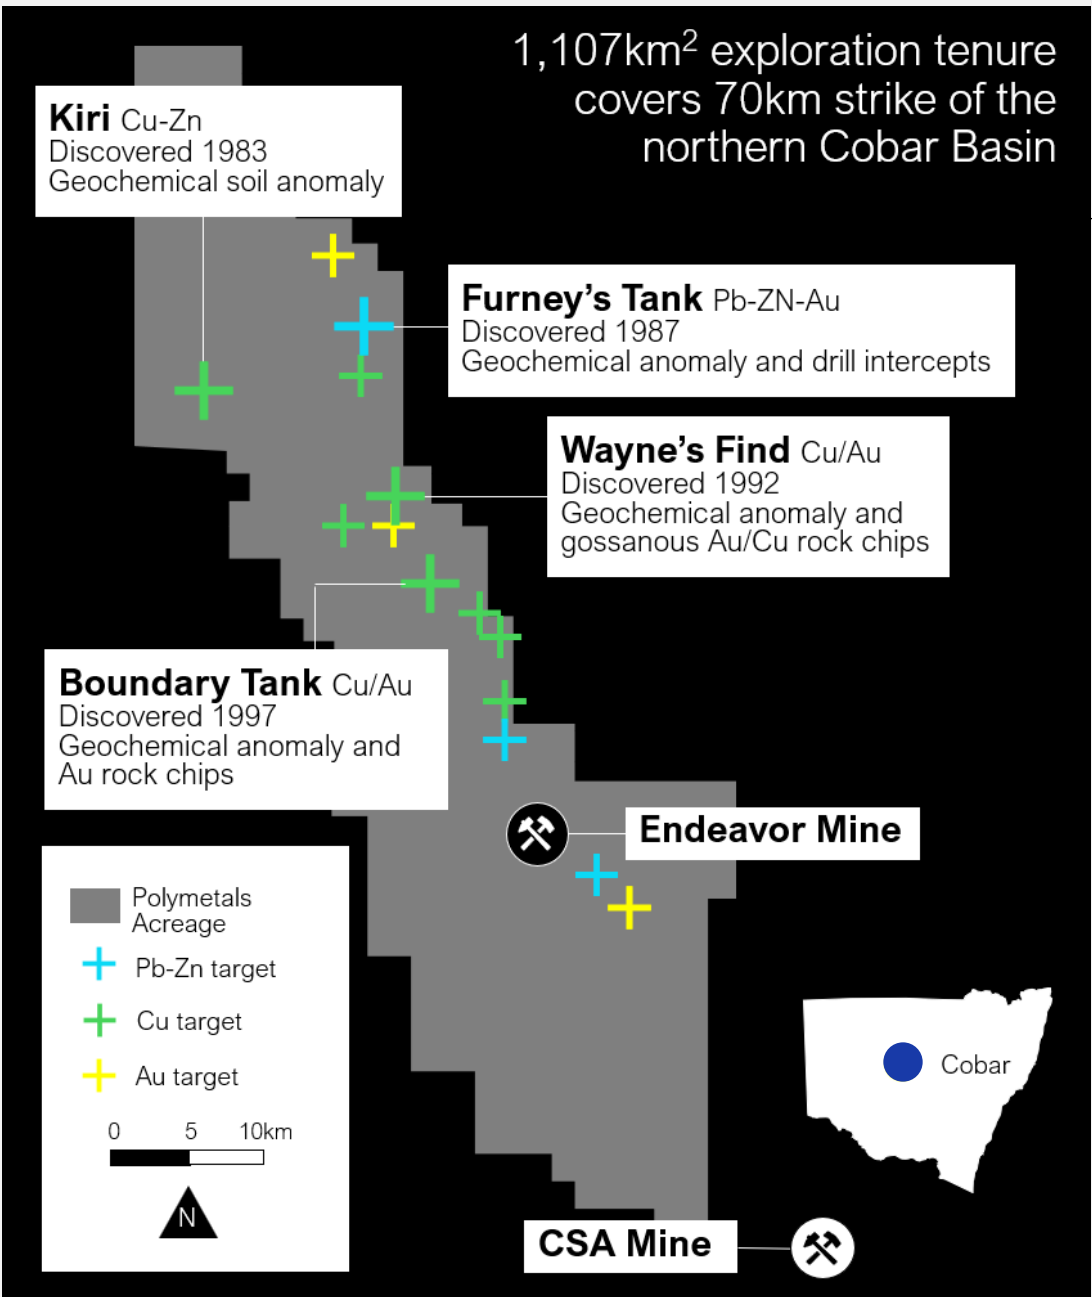 1,107km² exploration tenure
covers 70km strike of the
northern Cobar Basin
Kiri Cu-Zn
Discovered 1983
Geochemical soil anomaly
Furney’s Tank Pb-ZN-Au
Discovered 1987
Geochemical anomaly and drill intercepts
Wayne’s Find Cu/Au
Discovered 1992
Geochemical anomaly and
gossanous Au/Cu rock chips
Boundary Tank Cu/Au
Discovered 1997
Geochemical anomaly and
Au rock chips
Endeavor Mine
Polymetals
Acreage
Pb-Zn target
Cu target
Au target
0 5 10km
N
Cobar
CSA Mine